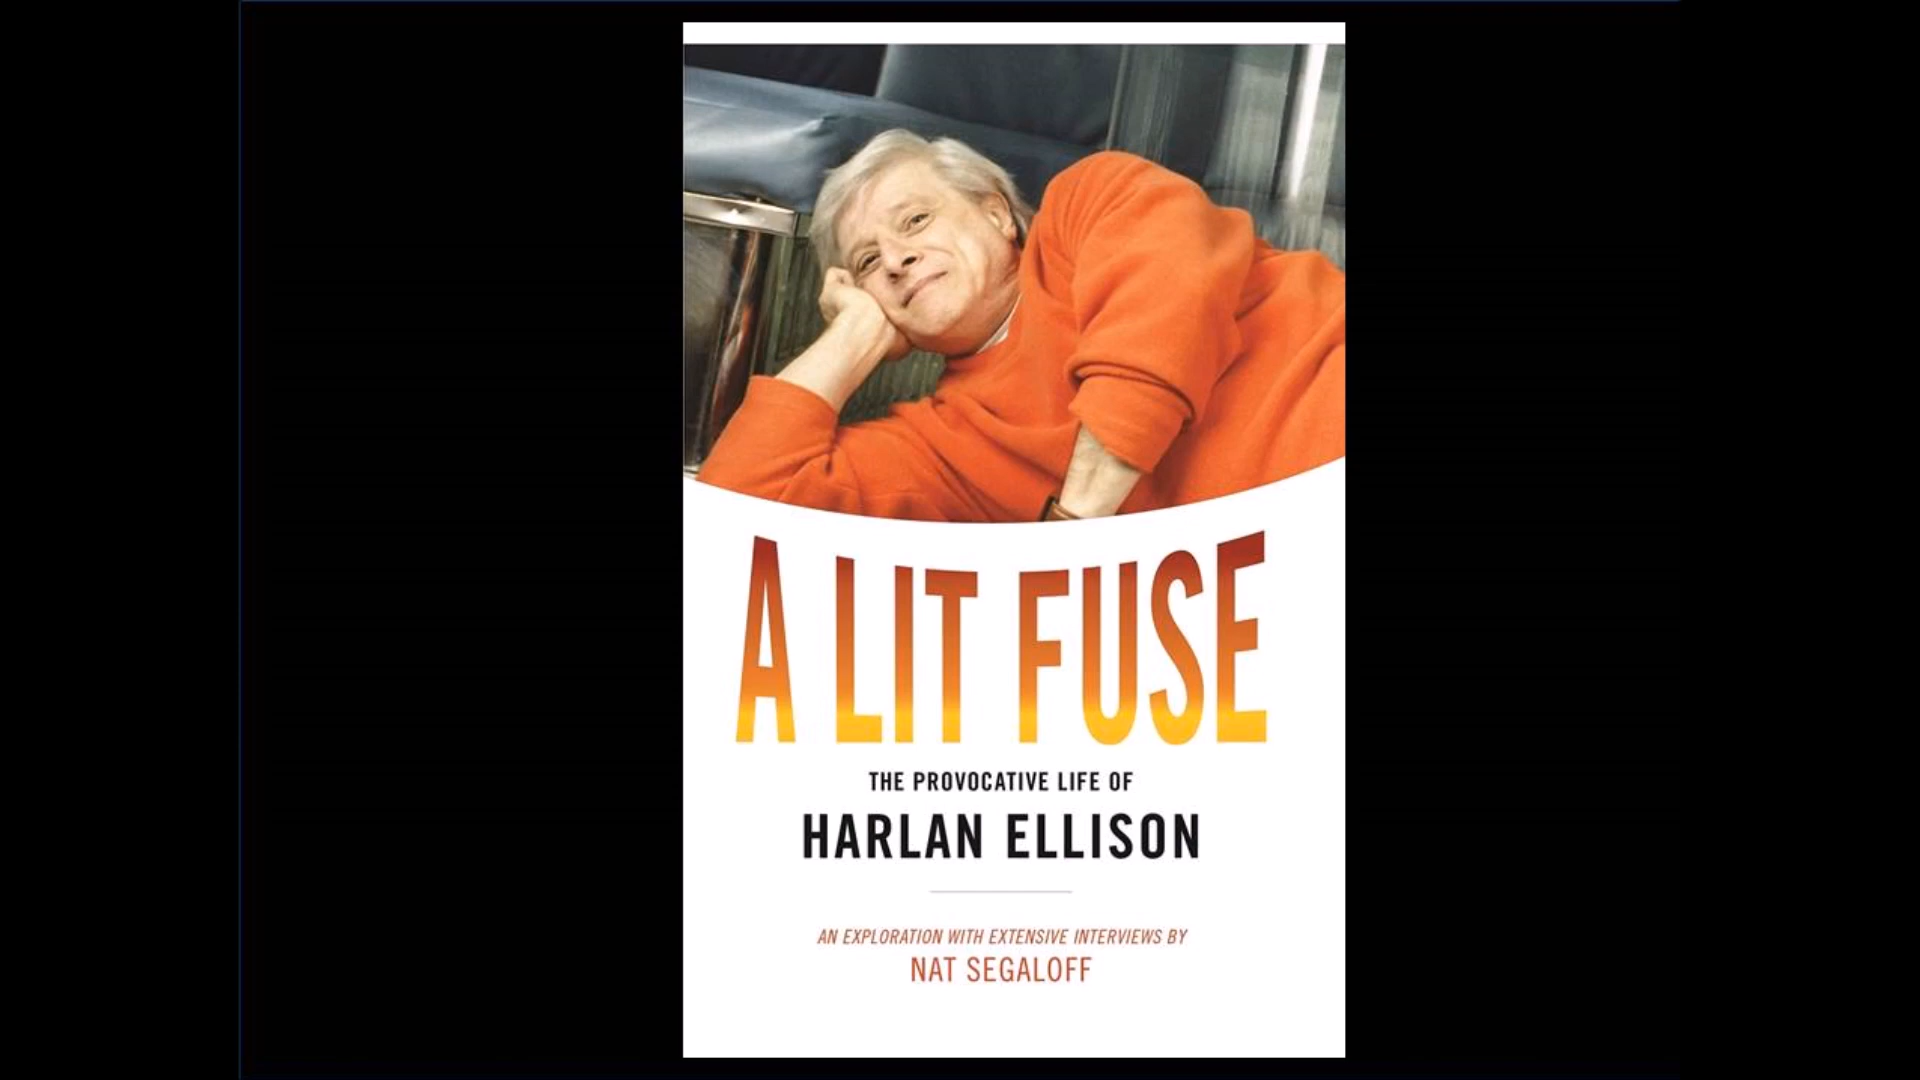 A LIT FUSE
THE PROVOCATIVE LIFE OF
HARLAN ELLISON
AN EXPLORATION WITH EXTENSIVE INTERVIEWS BY
NAT SEGALOFF